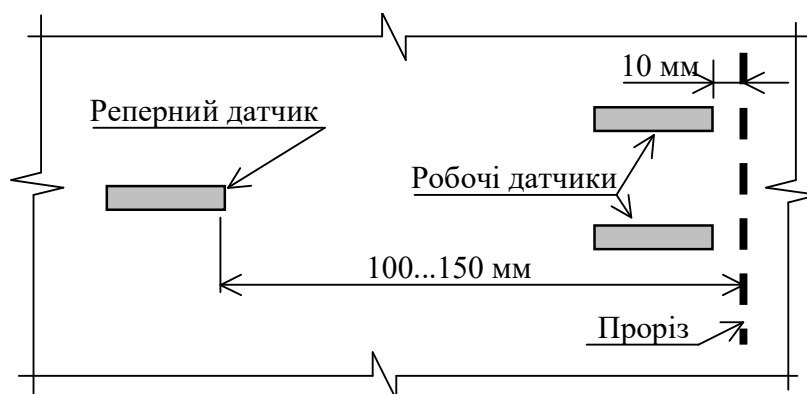 10 мм
Реперний датчик
Робочі датчики
100...150 мм
Проріз